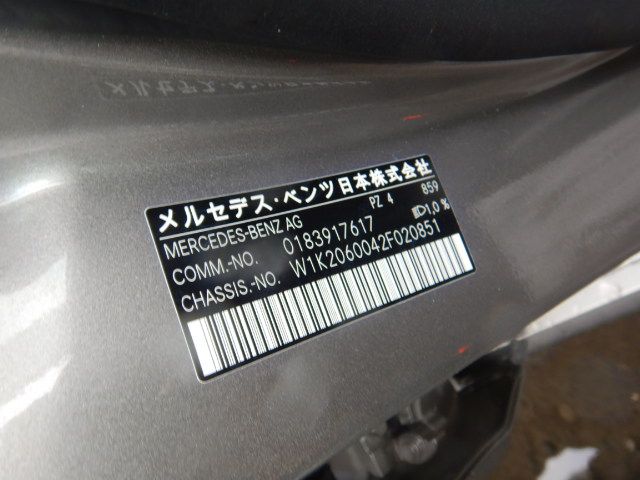 メルセデス・ベンツ日本株式会社
MERCEDES-BENZ AG PZ 4 859
COMM.-NO. 0183917617 1,0 %
CHASSIS.-NO. W1K2060042F020851